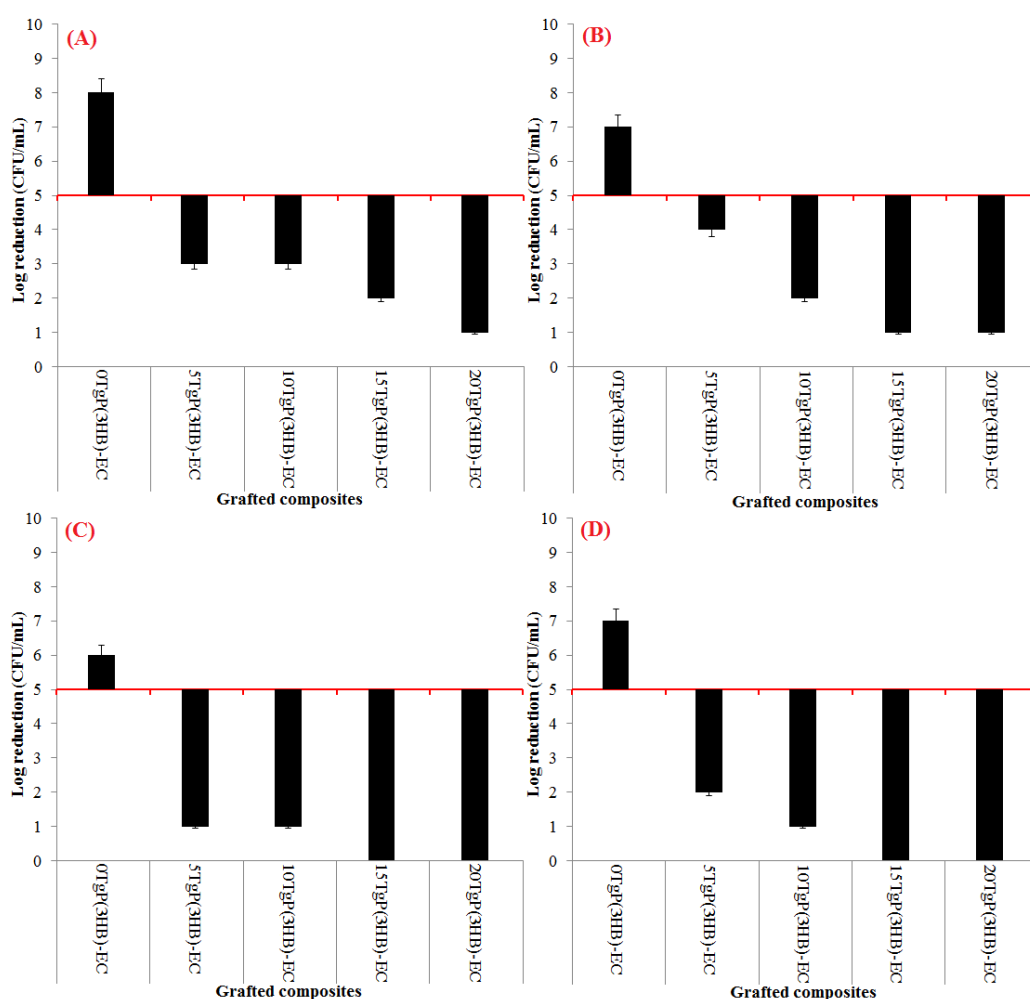 (A)
Log reduction (CFU/mL)
10
9
8
7
6
5
4
3
2
1
0
0TgP(3HB)-EC
5TgP(3HB)-EC
10TgP(3HB)-EC
15TgP(3HB)-EC
20TgP(3HB)-EC
Grafted composites
(B)
Log reduction (CFU/mL)
10
9
8
7
6
5
4
3
2
1
0
0TgP(3HB)-EC
5TgP(3HB)-EC
10TgP(3HB)-EC
15TgP(3HB)-EC
20TgP(3HB)-EC
Grafted composites
(C)
Log reduction (CFU/mL)
10
9
8
7
6
5
4
3
2
1
0
0TgP(3HB)-EC
5TgP(3HB)-EC
10TgP(3HB)-EC
15TgP(3HB)-EC
20TgP(3HB)-EC
Grafted composites
(D)
Log reduction (CFU/mL)
10
9
8
7
6
5
4
3
2
1
0
0TgP(3HB)-EC
5TgP(3HB)-EC
10TgP(3HB)-EC
15TgP(3HB)-EC
20TgP(3HB)-EC
Grafted composites